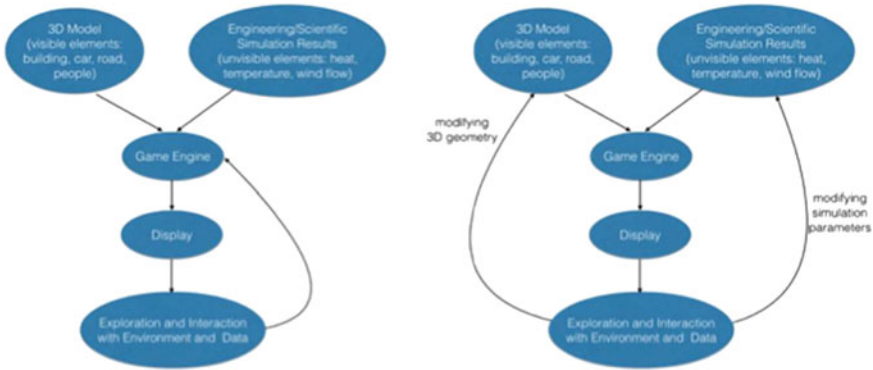 3D Model
(visible elements:
building, car, road,
people)
Engineering/Scientific
Simulation Results
(unvisible elements: heat,
temperature, wind flow)
Game Engine
Display
Exploration and Interaction
with Environment and Data
3D Model
(visible elements:
building, car, road,
people)
Engineering/Scientific
Simulation Results
(unvisible elements: heat,
temperature, wind flow)
modifying
3D geometry
Game Engine
modifying
simulation
parameters
Display
Exploration and Interaction
with Environment and Data